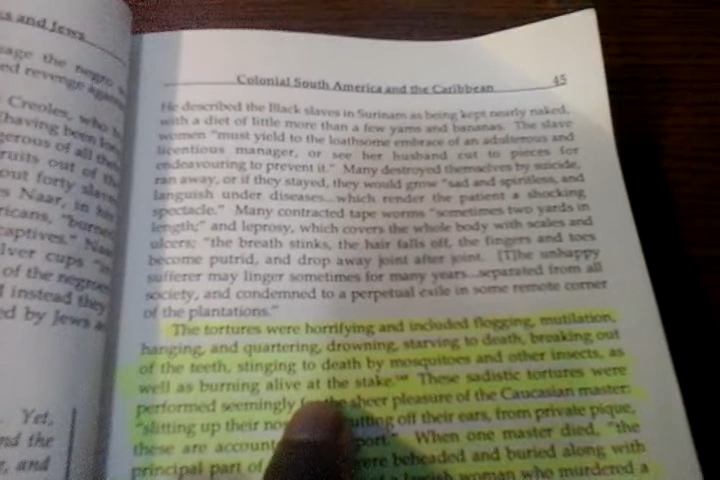 ks and Jews
age the negro
ed revenge again
Creoles, who
having been
gerous of all the
ruits out of
out forty slav
s Naar, in his
ricans, "burned
captives." Naa
lver cups "in
of the negroes
instead they
ed by Jews a
Yet,
nd the
, and
Colonial South America and the Caribbean 45
He described the Black slaves in Surinam as being kept nearly naked,
with a diet of little more than a few yams and bananas. The slave
women "must yield to the loathsome embrace of an adulterous and
licentious manager, or see her husband cut to pieces for
endeavouring to prevent it." Many destroyed themselves by suicide,
ran away, or if they stayed, they would grow "sad and spiritless, and
languish under diseases...which render the patient a shocking
spectacle." Many contracted tape worms "sometimes two yards in
length;" and leprosy, which covers the whole body with scales and
ulcers: "the breath stinks, the hair falls off, the fingers and toes
become putrid, and drop away joint after joint. [T]he unhappy
sufferer may linger sometimes for many years...separated from all
society, and condemned to a perpetual exile in some remote corner
of the plantations."
The tortures were horrifying and included flogging, mutilation,
hanging, and quartering, drowning, starving to death, breaking out
of the teeth, stinging to death by mosquitoes and other insects, as
well as burning alive at the stake. These sadistic tortures were
performed seemingly the sheer pleasure of the Caucasian master:
"slitting up their nos utting off their ears, from private pique,
these are account port." When one master died, "the
principal part of were beheaded and buried along with
woman who murdered a